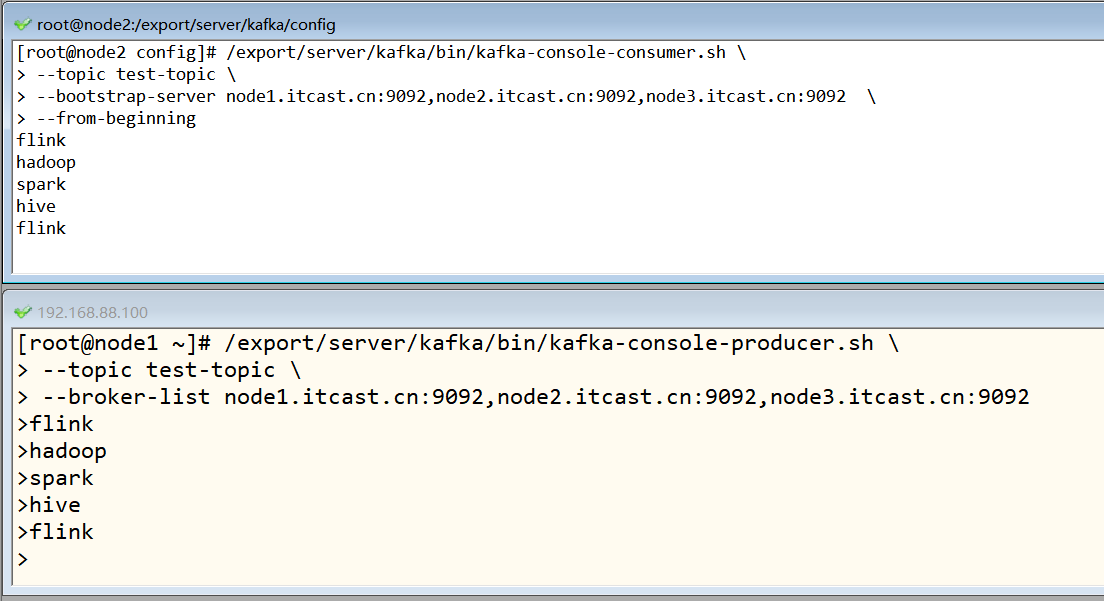 root@node2:/export/server/kafka/config
[root@node2 config]# /export/server/kafka/bin/kafka-console-consumer.sh \
> --topic test-topic \
> --bootstrap-server node1.itcast.cn:9092,node2.itcast.cn:9092,node3.itcast.cn:9092  \
> --from-beginning
flink
hadoop
spark
hive
flink
192.168.88.100
[root@node1 ~]# /export/server/kafka/bin/kafka-console-producer.sh \
> --topic test-topic \
> --broker-list node1.itcast.cn:9092,node2.itcast.cn:9092,node3.itcast.cn:9092
>flink
>hadoop
>spark
>hive
>flink
>